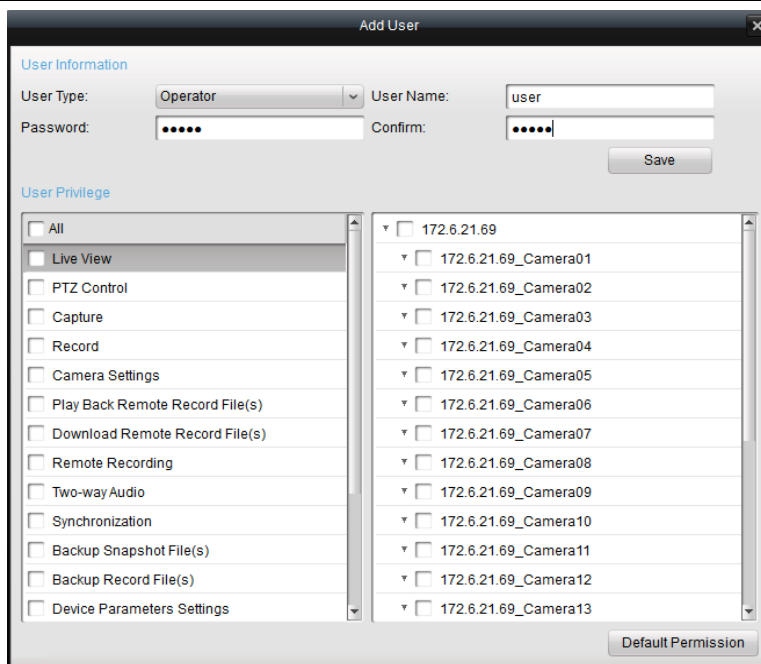 Add User
User Information
User Type: Operator User Name: user
Password: ••••• Confirm: •••••
Save
User Privilege
All
Live View
PTZ Control
Capture
Record
Camera Settings
Play Back Remote Record File(s)
Download Remote Record File(s)
Remote Recording
Two-way Audio
Synchronization
Backup Snapshot File(s)
Backup Record File(s)
Device Parameters Settings
172.6.21.69
172.6.21.69_Camera01
172.6.21.69_Camera02
172.6.21.69_Camera03
172.6.21.69_Camera04
172.6.21.69_Camera05
172.6.21.69_Camera06
172.6.21.69_Camera07
172.6.21.69_Camera08
172.6.21.69_Camera09
172.6.21.69_Camera10
172.6.21.69_Camera11
172.6.21.69_Camera12
172.6.21.69_Camera13
Default Permission